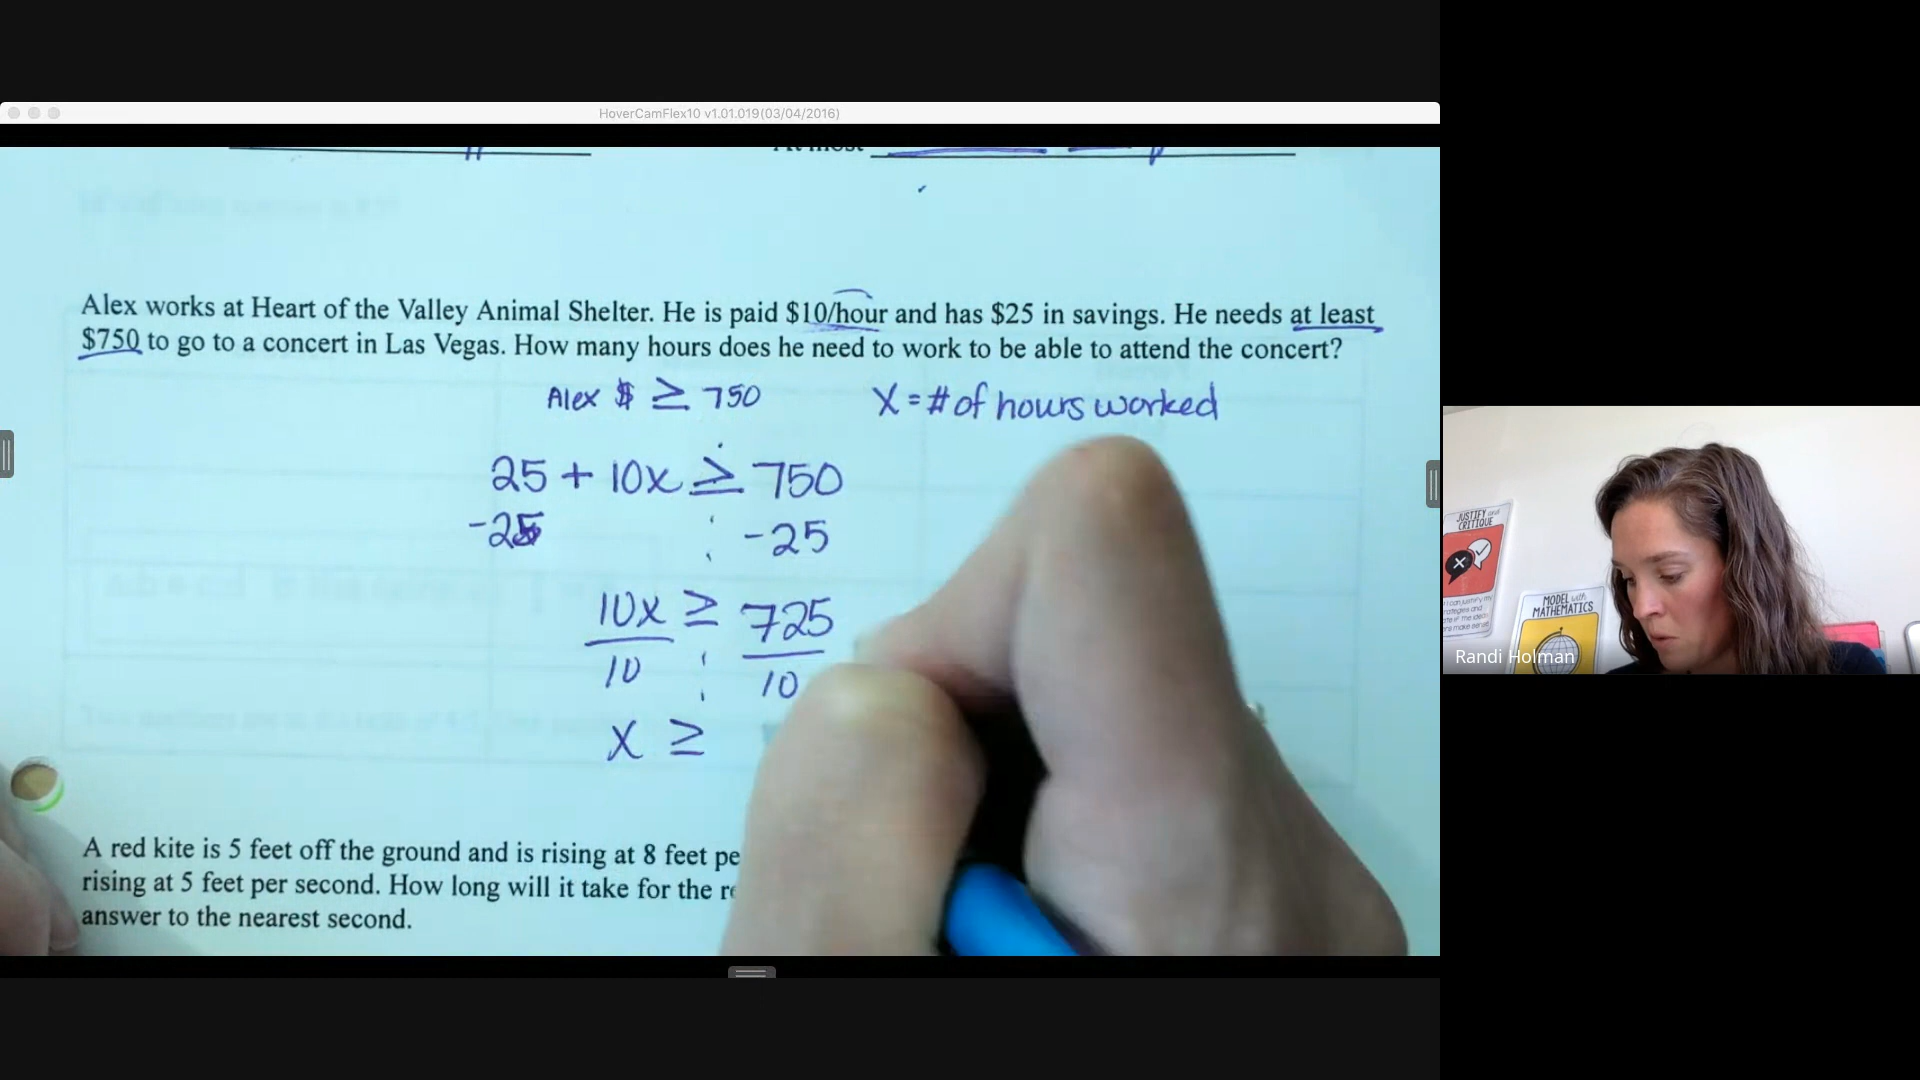 HoverCamFlex10 v1.01.019(03/04/2016)
Alex works at Heart of the Valley Animal Shelter. He is paid $10/hour and has $25 in savings. He needs at least
$750 to go to a concert in Las Vegas. How many hours does he need to work to be able to attend the concert?
Alex $ ≥ 750
X = # of hours worked
25 + 10x ≥ 750
-25 -25
10x ≥ 725
10 10
x ≥
A red kite is 5 feet off the ground and is rising at 8 feet pe
rising at 5 feet per second. How long will it take for the re
answer to the nearest second.
JUSTIFY and
CRITIQUE
MODEL with
MATHEMATICS
Randi Holman